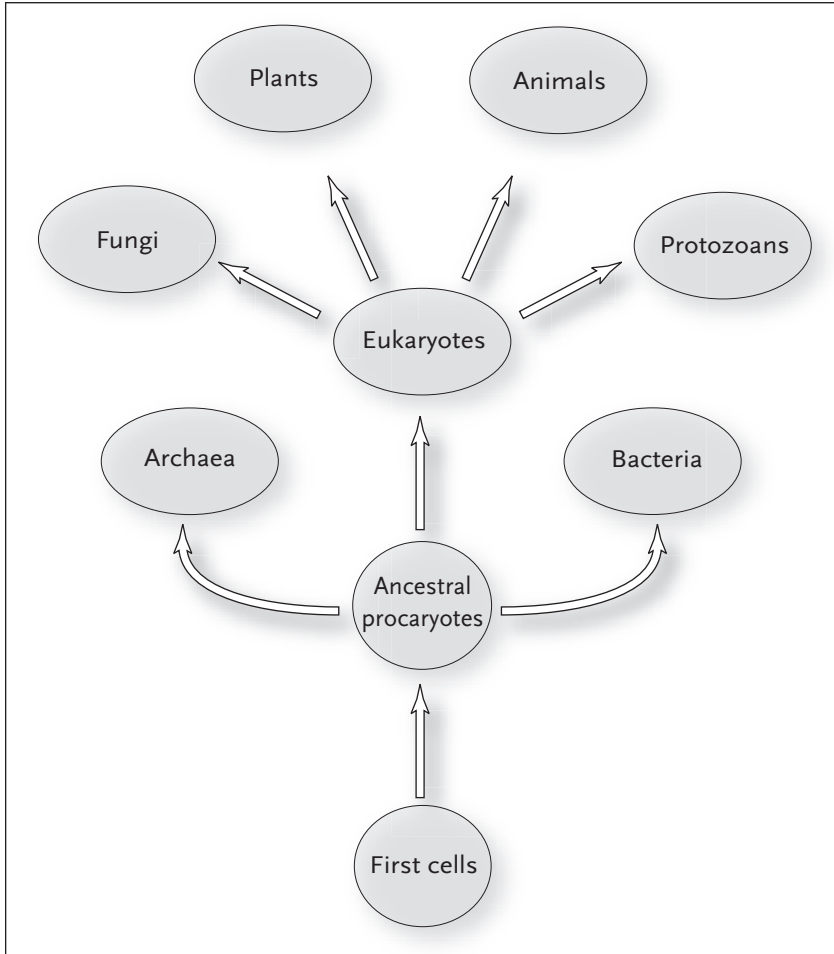 Plants
Animals
Fungi
Protozoans
Eukaryotes
Archaea
Bacteria
Ancestral
procaryotes
First cells